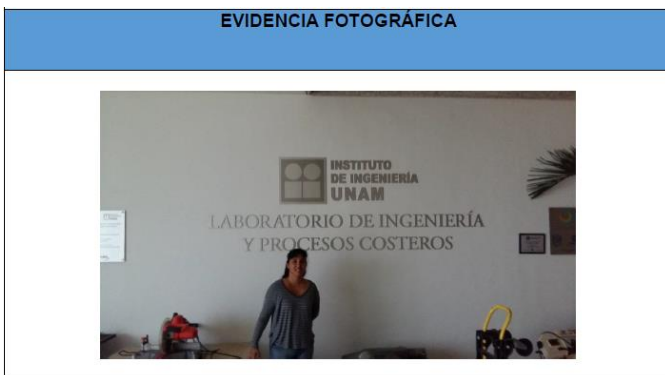 EVIDENCIA FOTOGRÁFICA
INSTITUTO
DE INGENIERÍA
UNAM
LABORATORIO DE INGENIERÍA
Y PROCESOS COSTEROS